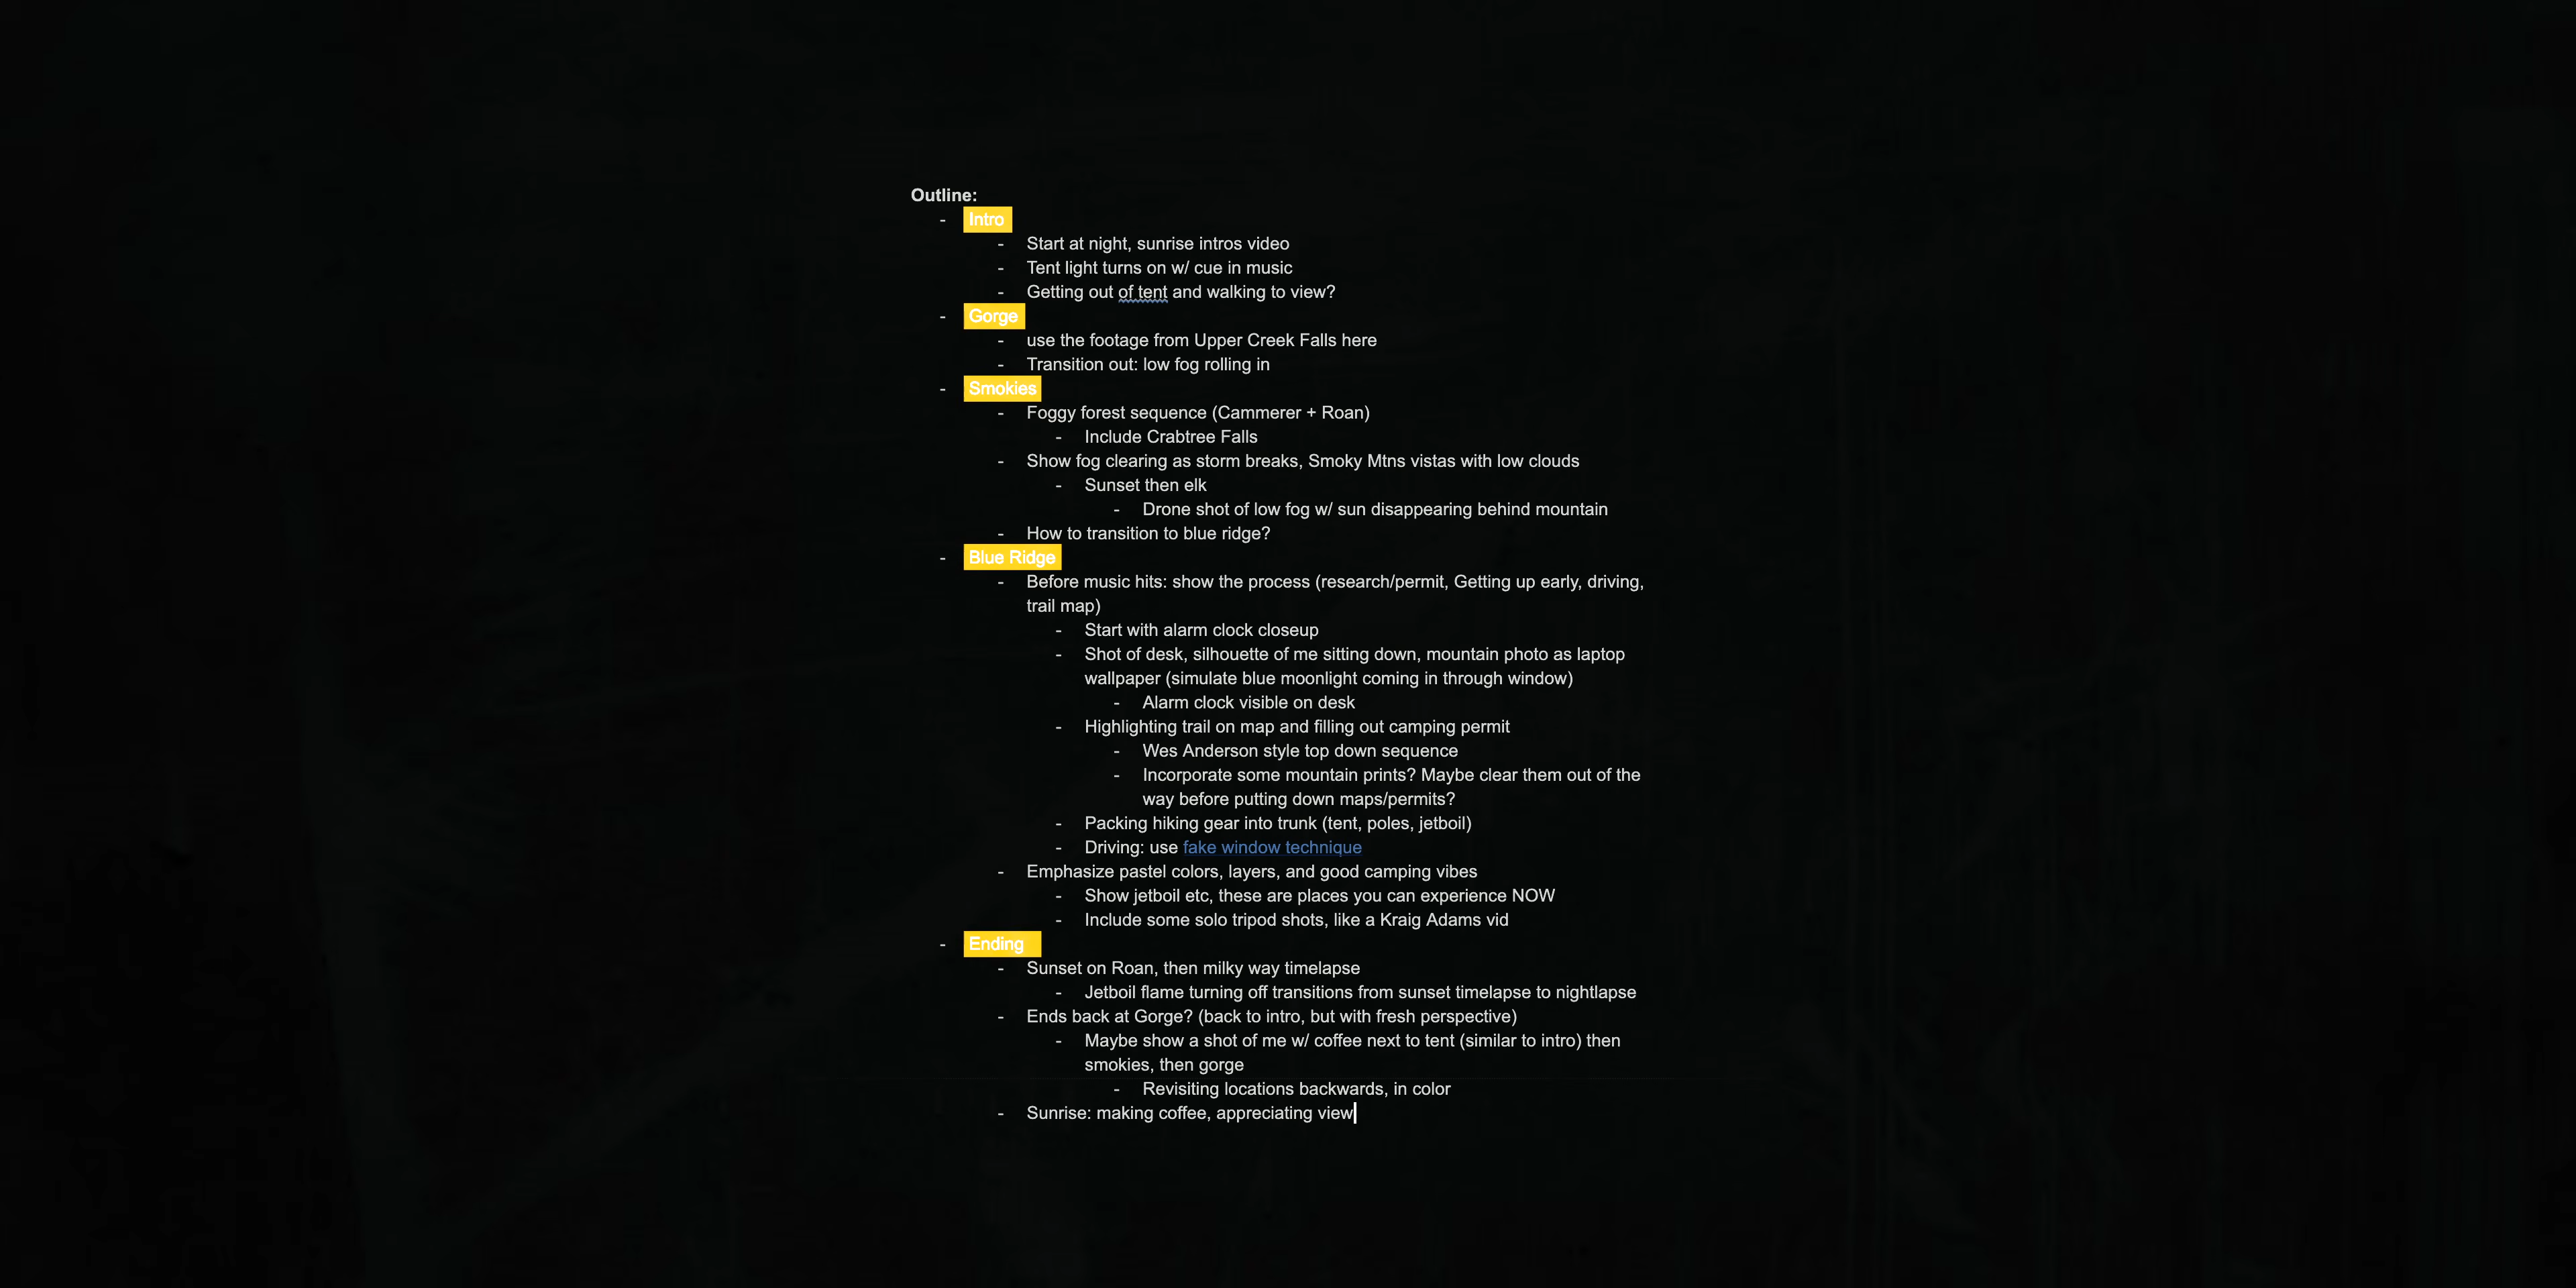 Outline:
- Intro
- Start at night, sunrise intros video
- Tent light turns on w/ cue in music
- Getting out of tent and walking to view?
- Gorge
- use the footage from Upper Creek Falls here
- Transition out: low fog rolling in
- Smokies
- Foggy forest sequence (Cammerer + Roan)
- Include Crabtree Falls
- Show fog clearing as storm breaks, Smoky Mtns vistas with low clouds
- Sunset then elk
- Drone shot of low fog w/ sun disappearing behind mountain
- How to transition to blue ridge?
- Blue Ridge
- Before music hits: show the process (research/permit, Getting up early, driving,
trail map)
- Start with alarm clock closeup
- Shot of desk, silhouette of me sitting down, mountain photo as laptop
wallpaper (simulate blue moonlight coming in through window)
- Alarm clock visible on desk
- Highlighting trail on map and filling out camping permit
- Wes Anderson style top down sequence
- Incorporate some mountain prints? Maybe clear them out of the
way before putting down maps/permits?
- Packing hiking gear into trunk (tent, poles, jetboil)
- Driving: use fake window technique
- Emphasize pastel colors, layers, and good camping vibes
- Show jetboil etc, these are places you can experience NOW
- Include some solo tripod shots, like a Kraig Adams vid
- Ending
- Sunset on Roan, then milky way timelapse
- Jetboil flame turning off transitions from sunset timelapse to nightlapse
- Ends back at Gorge? (back to intro, but with fresh perspective)
- Maybe show a shot of me w/ coffee next to tent (similar to intro) then
smokies, then gorge
- Revisiting locations backwards, in color
- Sunrise: making coffee, appreciating view